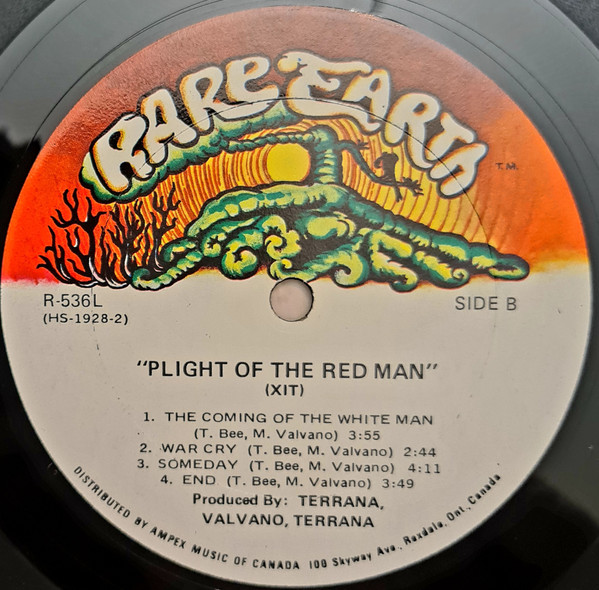 RARE EARTH
T.M.
R-536L
(HS-1928-2)
SIDE B
"PLIGHT OF THE RED MAN"
(XIT)
1. THE COMING OF THE WHITE MAN
(T. Bee, M. Valvano) 3:55
2. WAR CRY (T. Bee, M. Valvano) 2:44
3. SOMEDAY (T. Bee, M. Valvano) 4:11
4. END (T. Bee, M. Valvano) 3:49
Produced By: TERRANA,
VALVANO, TERRANA
DISTRIBUTED BY AMPEX MUSIC OF CANADA 100 Skyway Ave., Rexdale, Ont., Canada